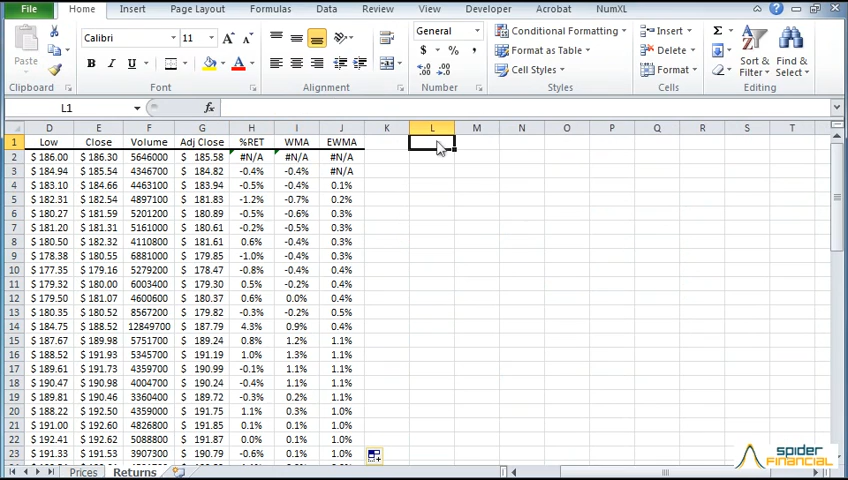 File Home Insert Page Layout Formulas Data Review View Developer Acrobat NumXL
Calibri 11 General Conditional Formatting Insert Σ
Paste B I U A $ % , Format as Table Delete Sort & Find &
Cell Styles Format Filter Select
Clipboard Font Alignment Number Styles Cells Editing
L1 fx
D E F G H I J K L M N O P Q R S T
1 Low Close Volume Adj Close %RET WMA EWMA
2 $ 186.00 $ 186.30 5646000 $ 185.58 #N/A #N/A #N/A
3 $ 184.94 $ 185.54 4346700 $ 184.82 -0.4% -0.4% #N/A
4 $ 183.10 $ 184.66 4463100 $ 183.94 -0.5% -0.4% 0.1%
5 $ 182.31 $ 182.54 4897100 $ 181.83 -1.2% -0.7% 0.2%
6 $ 180.27 $ 181.59 5201200 $ 180.89 -0.5% -0.6% 0.3%
7 $ 181.20 $ 181.31 5161000 $ 180.61 -0.2% -0.5% 0.3%
8 $ 180.50 $ 182.32 4110800 $ 181.61 0.6% -0.4% 0.3%
9 $ 178.38 $ 180.55 6881000 $ 179.85 -1.0% -0.4% 0.3%
10 $ 177.35 $ 179.16 5279200 $ 178.47 -0.8% -0.4% 0.4%
11 $ 179.32 $ 180.00 6003400 $ 179.30 0.5% -0.2% 0.4%
12 $ 179.50 $ 181.07 4600600 $ 180.37 0.6% 0.0% 0.4%
13 $ 180.35 $ 180.52 8567200 $ 179.82 -0.3% -0.2% 0.5%
14 $ 184.75 $ 188.52 12849700 $ 187.79 4.3% 0.9% 0.4%
15 $ 187.67 $ 189.98 5751700 $ 189.24 0.8% 1.2% 1.1%
16 $ 188.52 $ 191.93 5345700 $ 191.19 1.0% 1.3% 1.1%
17 $ 189.61 $ 191.73 4359700 $ 190.99 -0.1% 1.1% 1.1%
18 $ 190.47 $ 190.98 4004700 $ 190.24 -0.4% 1.1% 1.1%
19 $ 189.81 $ 190.46 3360400 $ 189.72 -0.3% 0.2% 1.0%
20 $ 188.22 $ 192.50 4359000 $ 191.75 1.1% 0.3% 1.0%
21 $ 191.00 $ 192.60 4826800 $ 191.85 0.1% 0.1% 1.0%
22 $ 192.41 $ 192.62 5088800 $ 191.87 0.0% 0.1% 1.0%
23 $ 191.33 $ 191.53 3907300 $ 190.79 -0.6% 0.1% 0.9%
Prices Returns
spider
FINANCIAL